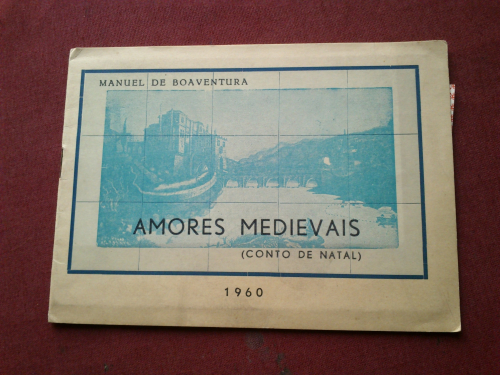 MANUEL DE BOAVENTURA
AMORES MEDIEVAIS
(CONTO DE NATAL)
1960